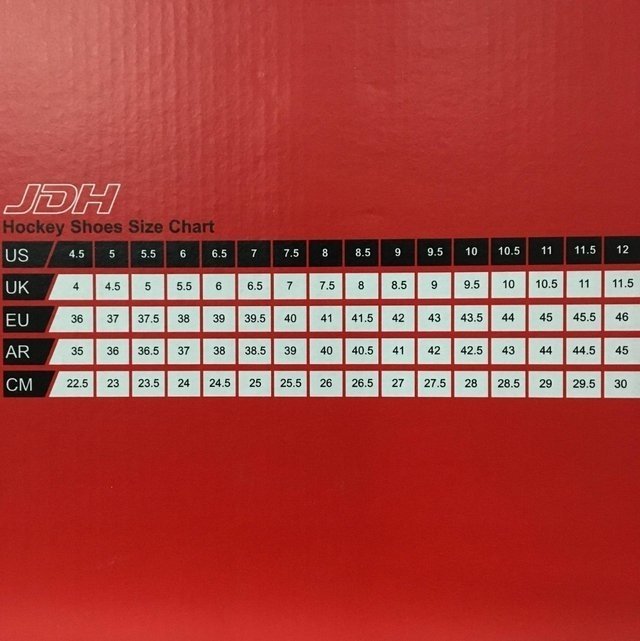 JDH
Hockey Shoes Size Chart
US 4.5 5 5.5 6 6.5 7 7.5 8 8.5 9 9.5 10 10.5 11 11.5 12
UK 4 4.5 5 5.5 6 6.5 7 7.5 8 8.5 9 9.5 10 10.5 11 11.5
EU 36 37 37.5 38 39 39.5 40 41 41.5 42 43 43.5 44 45 45.5 46
AR 35 36 36.5 37 38 38.5 39 40 40.5 41 42 42.5 43 44 44.5 45
CM 22.5 23 23.5 24 24.5 25 25.5 26 26.5 27 27.5 28 28.5 29 29.5 30